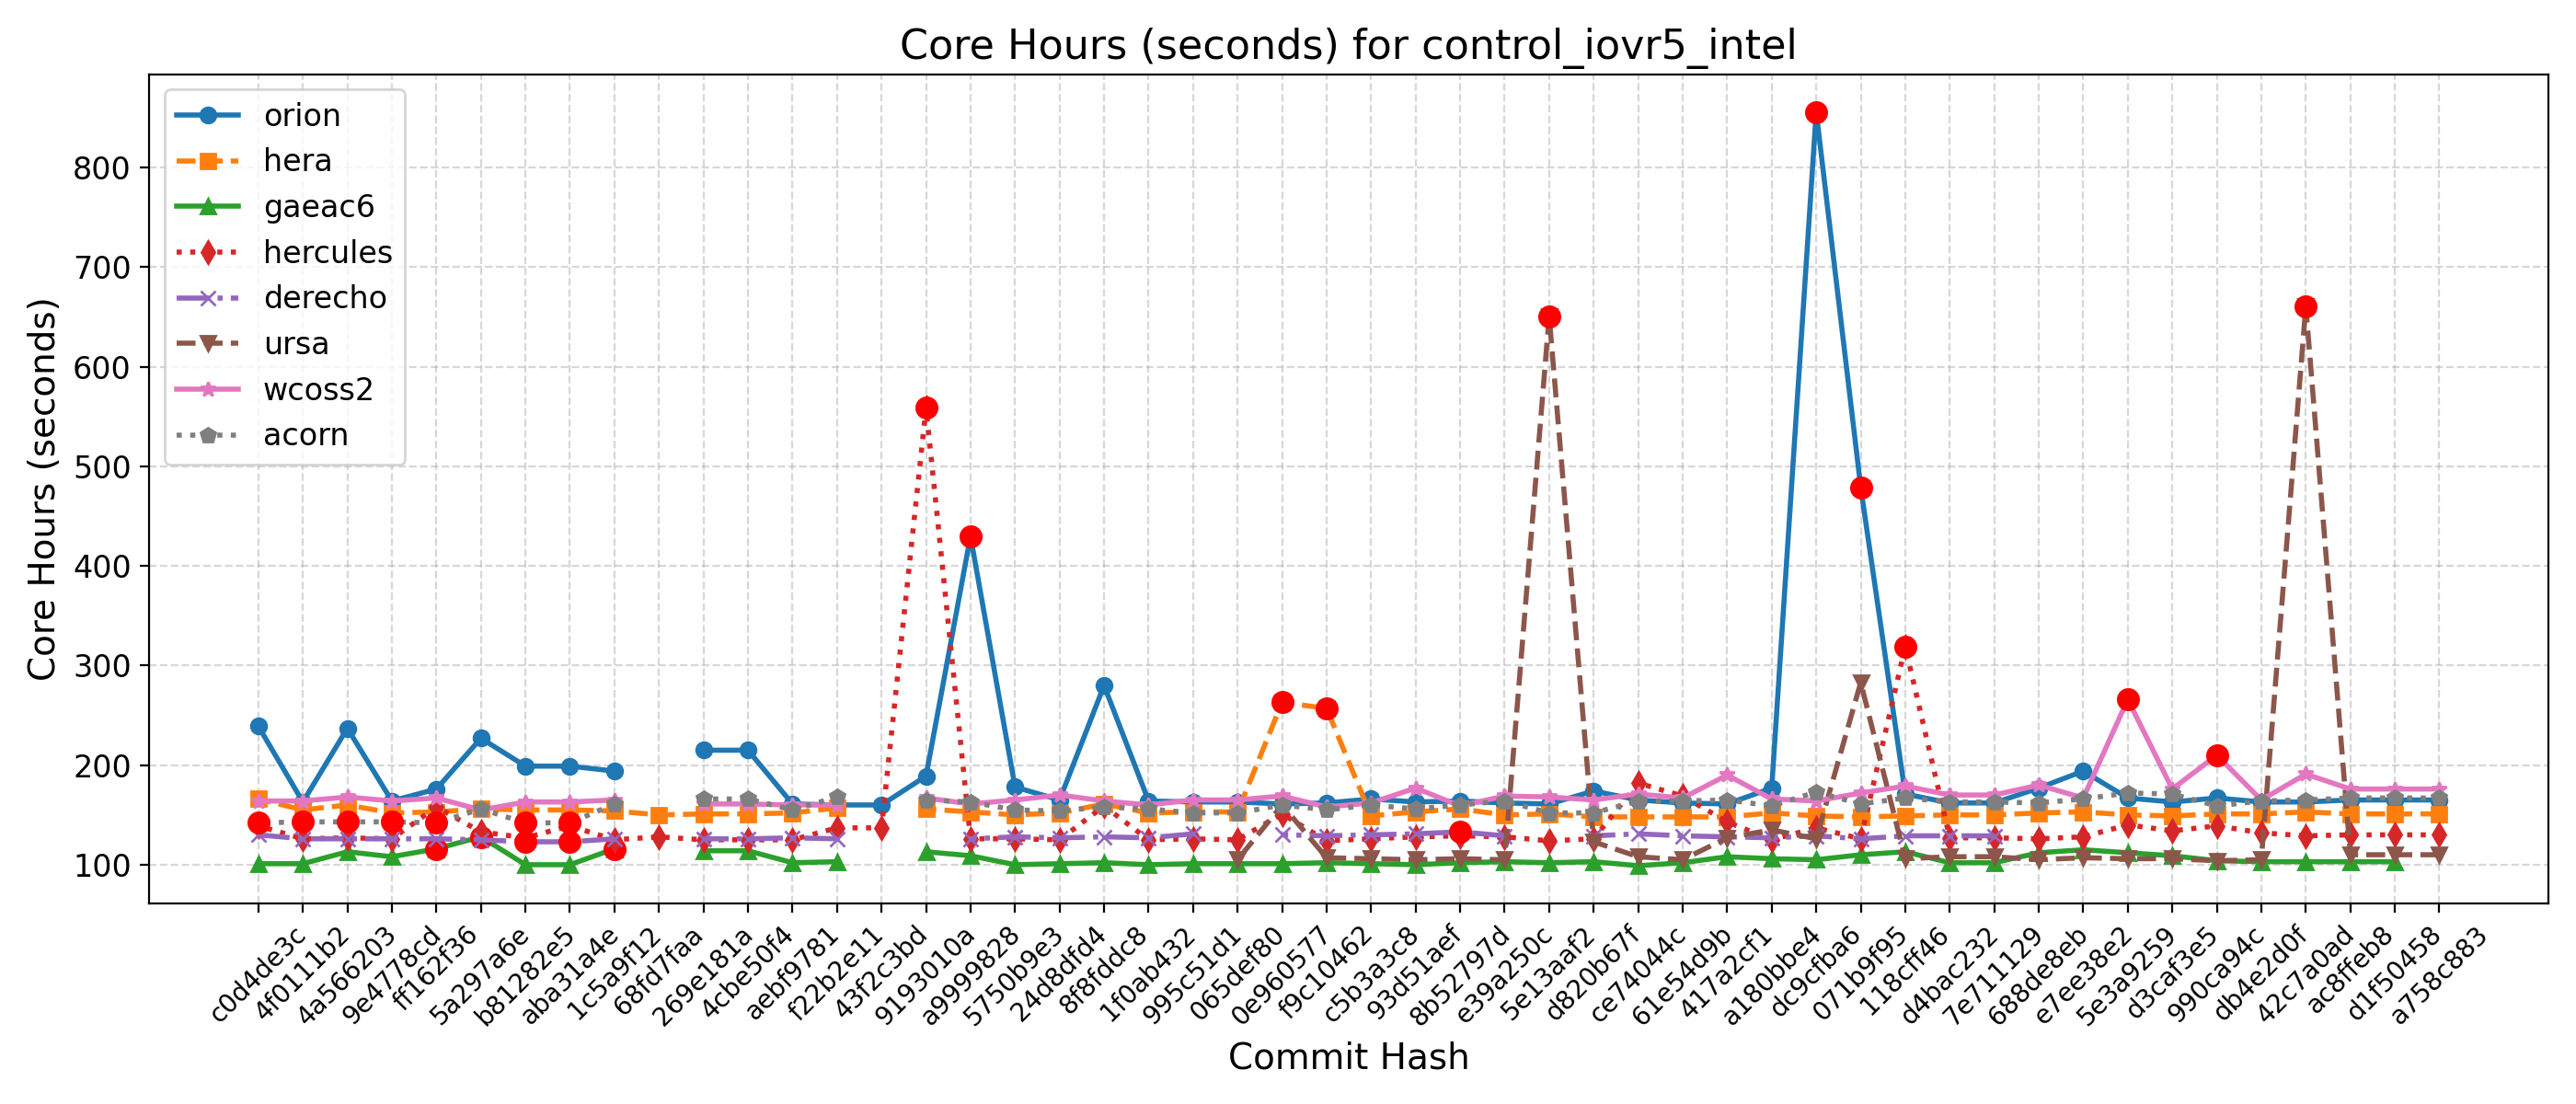 Core Hours (seconds) for control_iovr5_intel
orion
hera
gaeac6
hercules
derecho
ursa
wcoss2
acorn
Core Hours (seconds)
800
700
600
500
400
300
200
100
c0d4de3c
4f0111b2
4a566203
9e4778cd
ff162f36
5a297a6e
b81282e5
aba31a4e
1c5a9f12
68fd7faa
269e181a
4cbe50f4
aebf9781
f22b2e11
43f2c3bd
9193010a
a9999828
5750b9e3
24d8dfd4
8f8fddc8
1f0ab432
995c51d1
065def80
0e960577
f9c10462
c5b3a3c8
93d51aef
8b52797d
e39a250c
5e13aaf2
d820b67f
ce74044c
61e54d9b
417a2cf1
a180bbe4
dc9cfba6
071b9f95
118cff46
d4bac232
7e711129
688de8eb
e7ee38e2
5e3a9259
d3caf3e5
990ca94c
db4e2d0f
42c7a0ad
ac8ffeb8
d1f50458
a758c883
Commit Hash